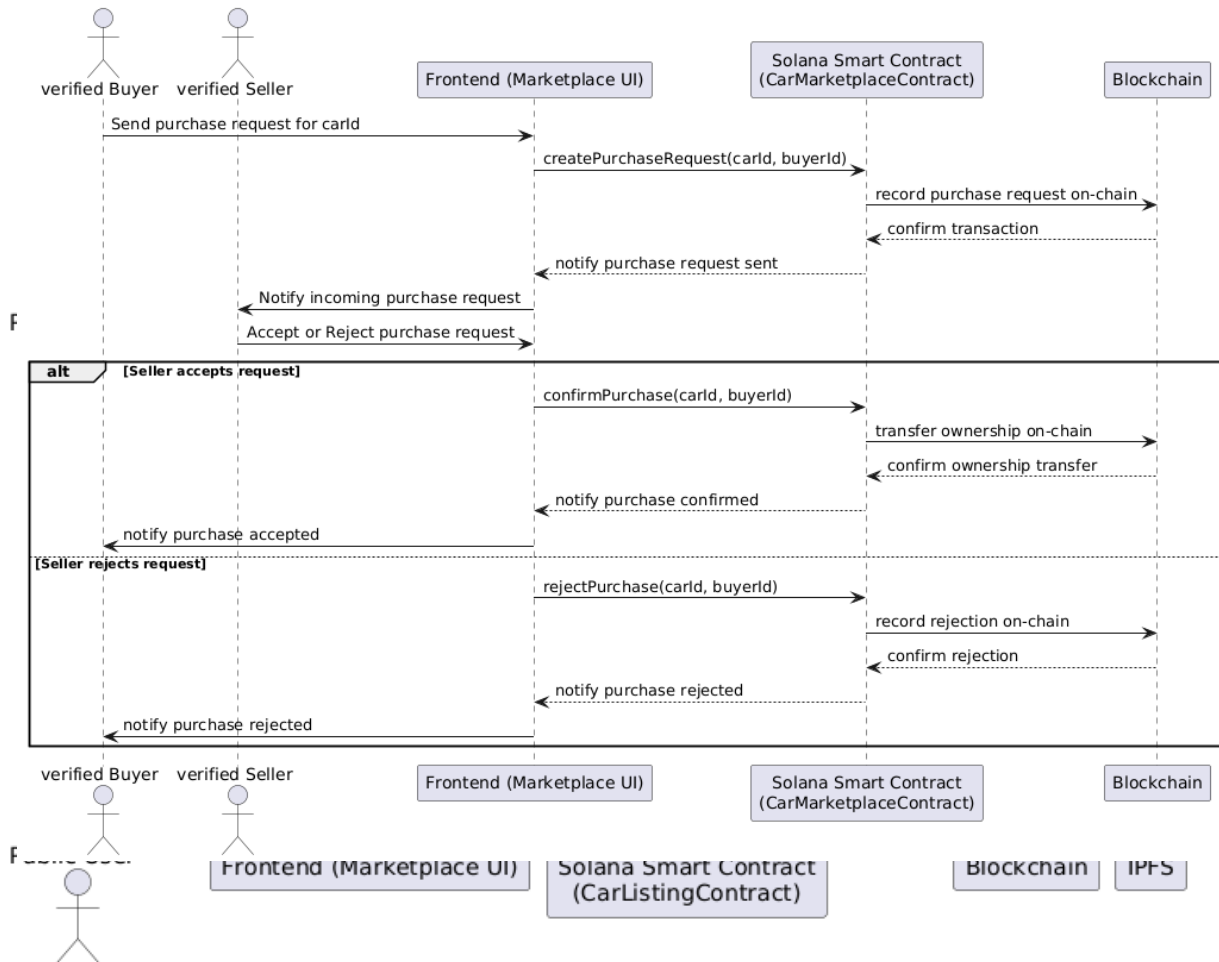 verified Buyer
verified Seller
Frontend (Marketplace UI)
Solana Smart Contract
(CarMarketplaceContract)
Blockchain
Send purchase request for carId
createPurchaseRequest(carId, buyerId)
record purchase request on-chain
confirm transaction
notify purchase request sent
Notify incoming purchase request
Accept or Reject purchase request
alt
[Seller accepts request]
confirmPurchase(carId, buyerId)
transfer ownership on-chain
confirm ownership transfer
notify purchase confirmed
notify purchase accepted
[Seller rejects request]
rejectPurchase(carId, buyerId)
record rejection on-chain
confirm rejection
notify purchase rejected
notify purchase rejected
verified Buyer
verified Seller
Frontend (Marketplace UI)
Solana Smart Contract
(CarMarketplaceContract)
Blockchain
Public User
Frontend (Marketplace UI)
Solana Smart Contract
(CarListingContract)
Blockchain
IPFS